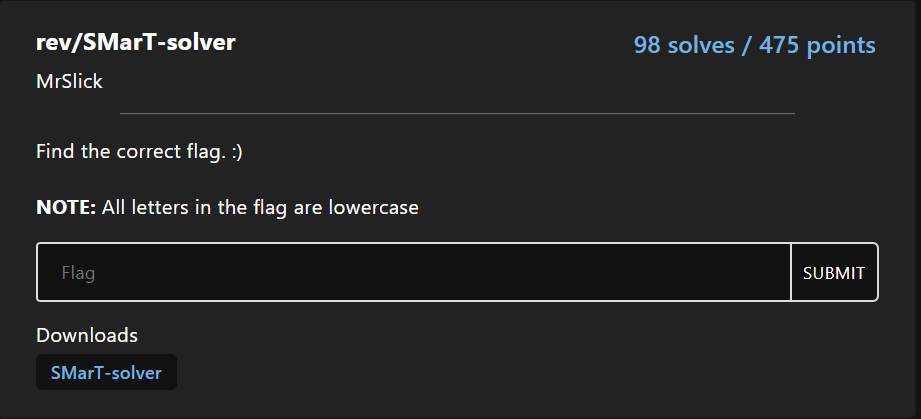 rev/SMarT-solver
98 solves / 475 points
MrSlick
Find the correct flag. :)
NOTE: All letters in the flag are lowercase
Flag
SUBMIT
Downloads
SMarT-solver